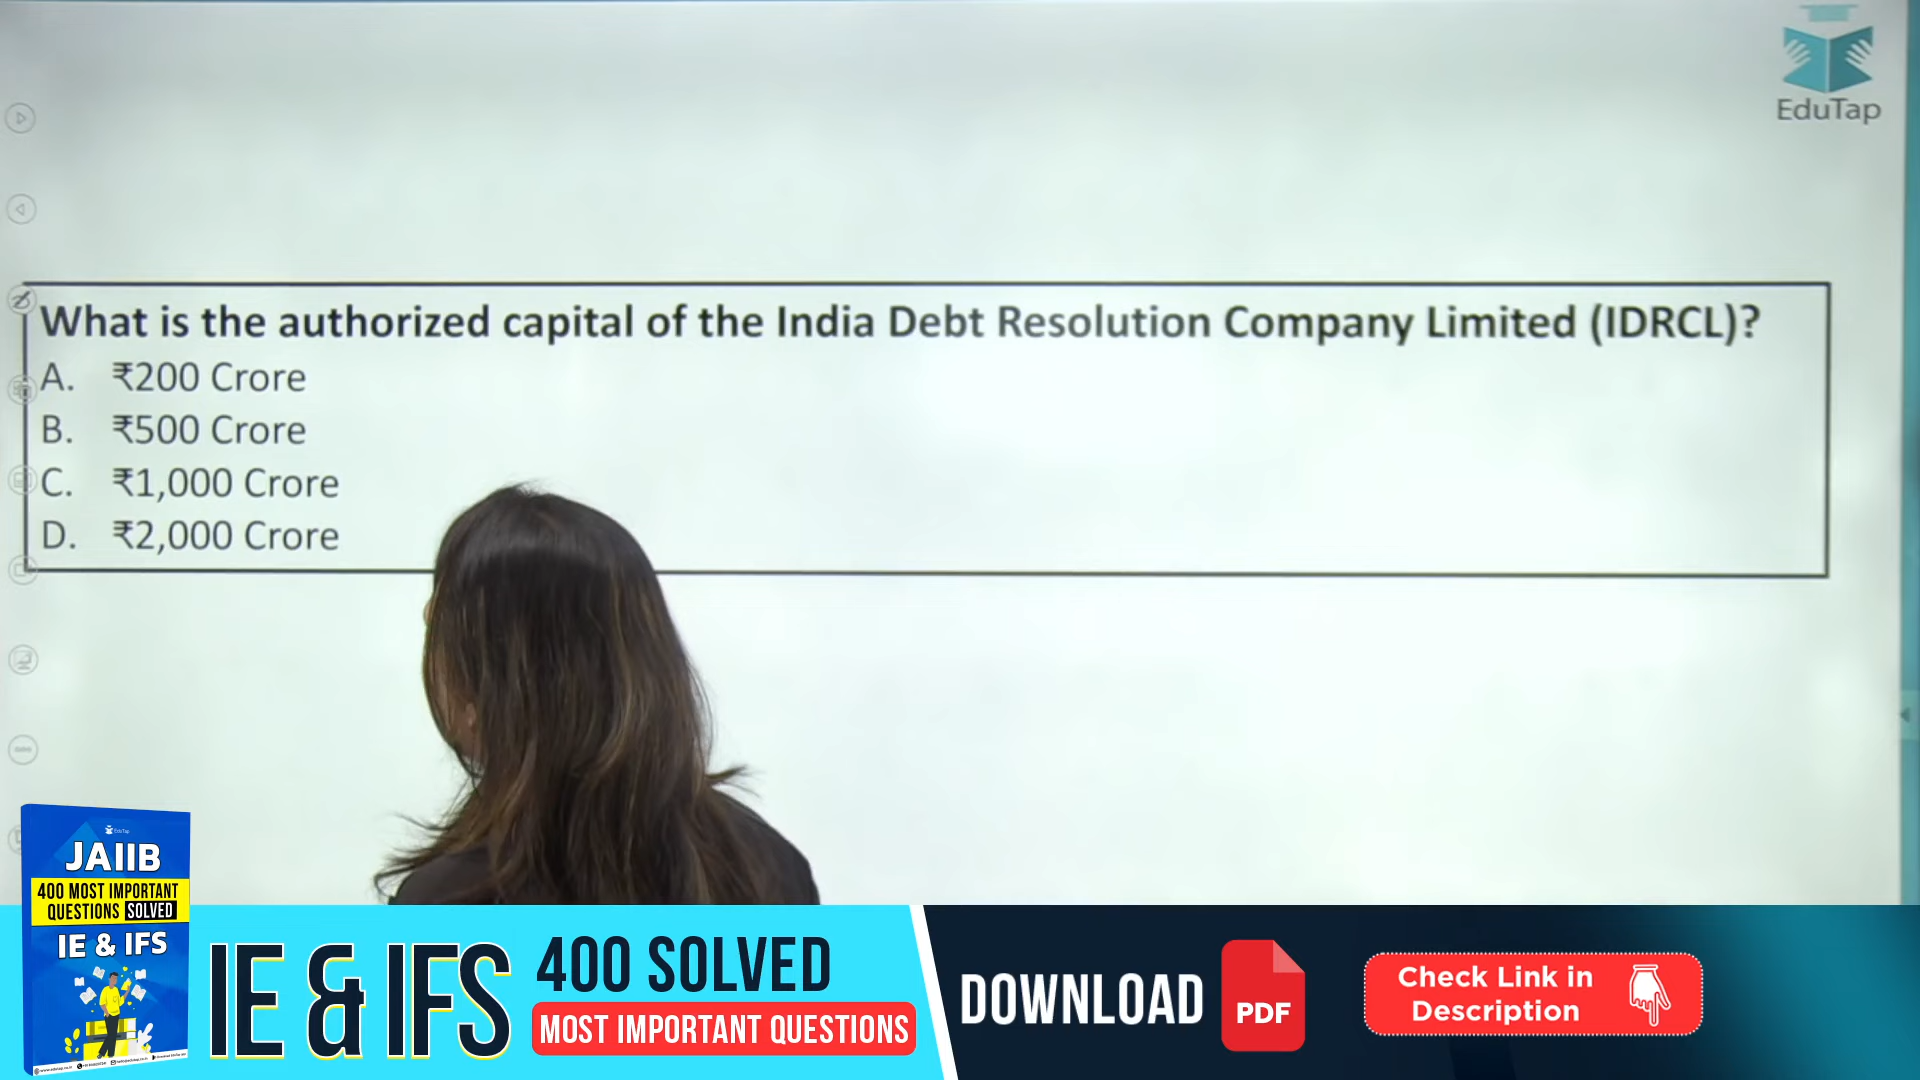 EduTap
What is the authorized capital of the India Debt Resolution Company Limited (IDRCL)?
A. ₹200 Crore
B. ₹500 Crore
C. ₹1,000 Crore
D. ₹2,000 Crore
EduTap
JAIIB
400 MOST IMPORTANT
QUESTIONS SOLVED
IE & IFS
IE & IFS
400 SOLVED
MOST IMPORTANT QUESTIONS
DOWNLOAD
PDF
Check Link in
Description